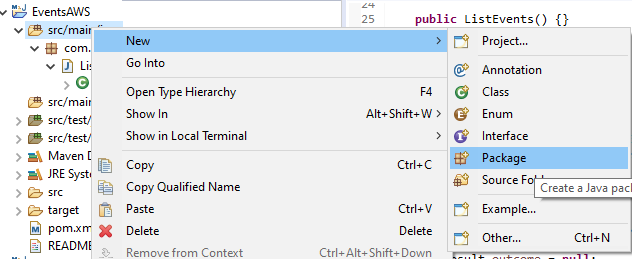 EventsAWS
src/main/
com.
Li
src/main
src/test/
src/test/
Maven D
JRE System
src
target
pom.xm
README
24
25 public ListEvents() {}
New
Go Into
Open Type Hierarchy F4
Show In Alt+Shift+W
Show in Local Terminal
Copy Ctrl+C
Copy Qualified Name
Paste Ctrl+V
Delete Delete
Remove from Context Ctrl+Alt+Shift+Down
Project...
Annotation
Class
Enum
Interface
Package
Source Fol
Create a Java pac
Example...
Other... Ctrl+N
outcome = null;